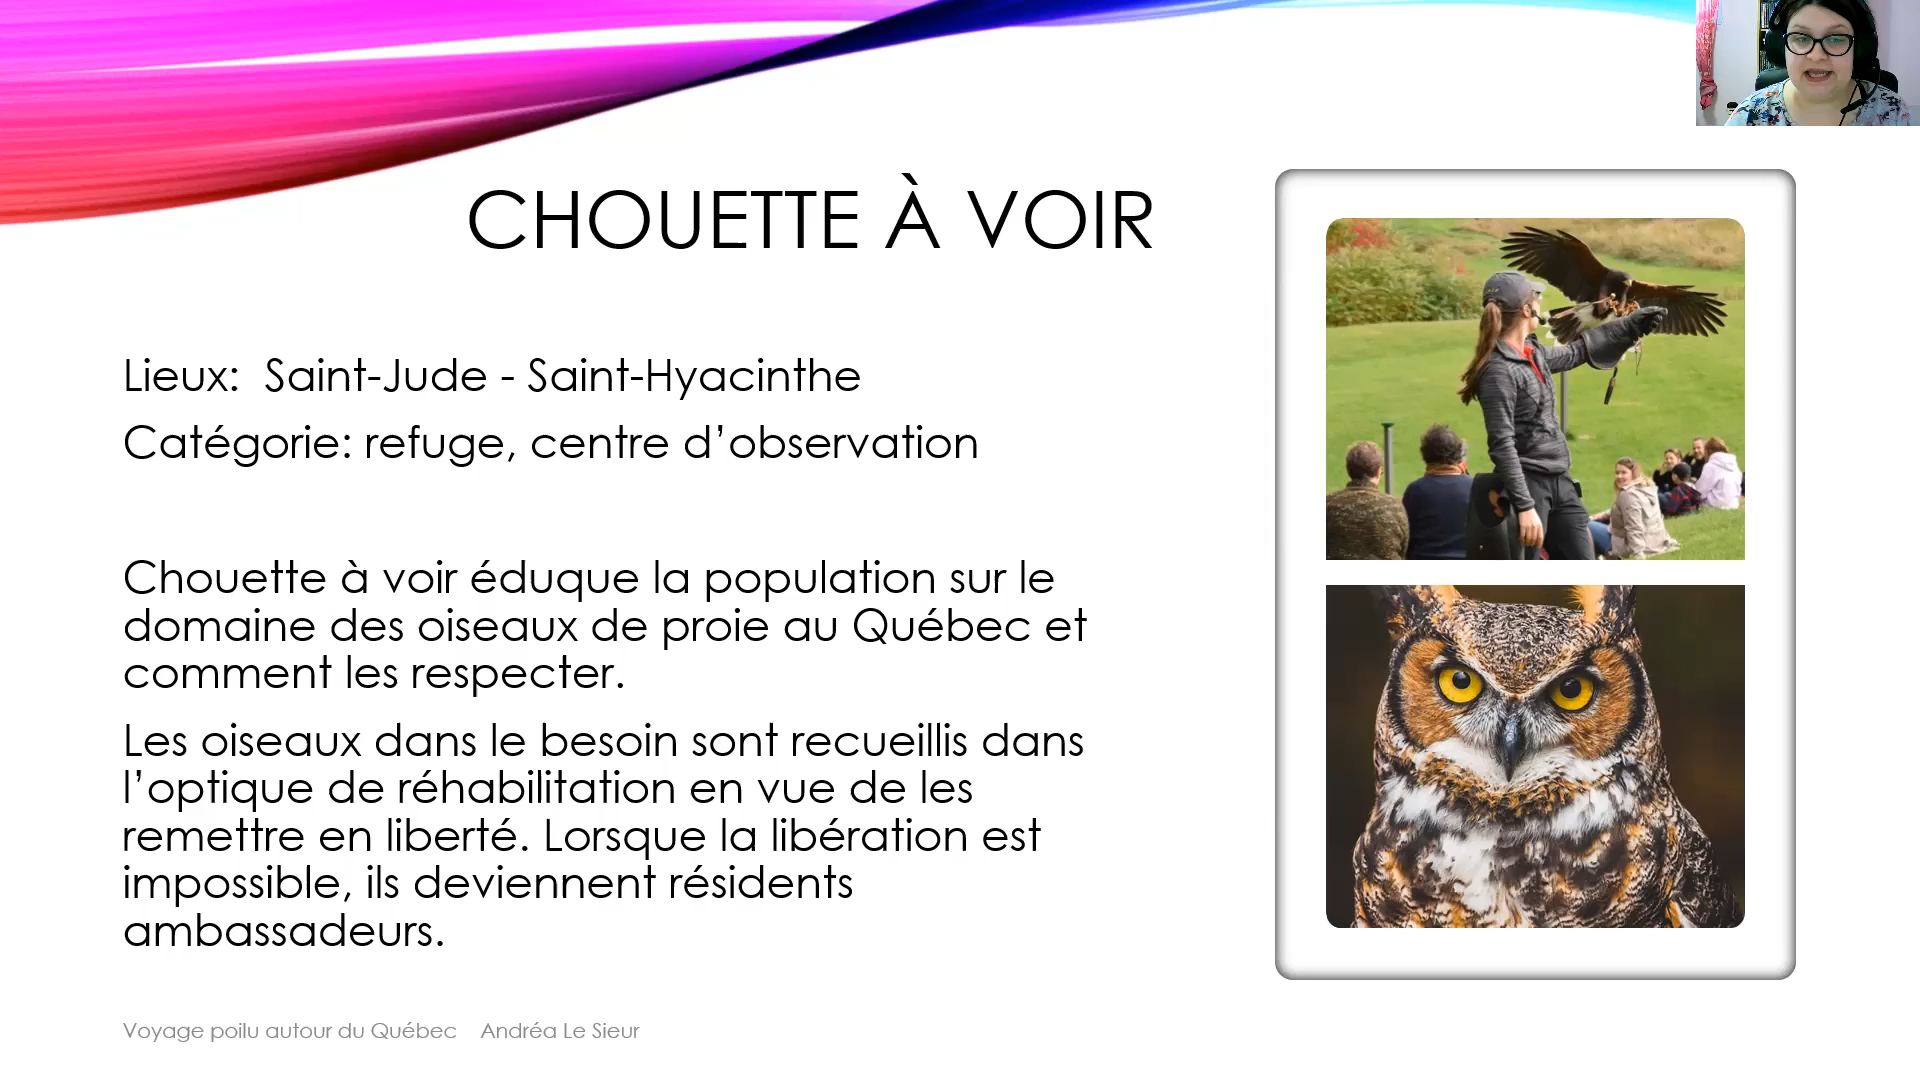 CHOUETTE À VOIR
Lieux: Saint-Jude - Saint-Hyacinthe
Catégorie: refuge, centre d’observation
Chouette à voir éduque la population sur le
domaine des oiseaux de proie au Québec et
comment les respecter.
Les oiseaux dans le besoin sont recueillis dans
l’optique de réhabilitation en vue de les
remettre en liberté. Lorsque la libération est
impossible, ils deviennent résidents
ambassadeurs.
Voyage poilu autour du Québec Andréa Le Sieur